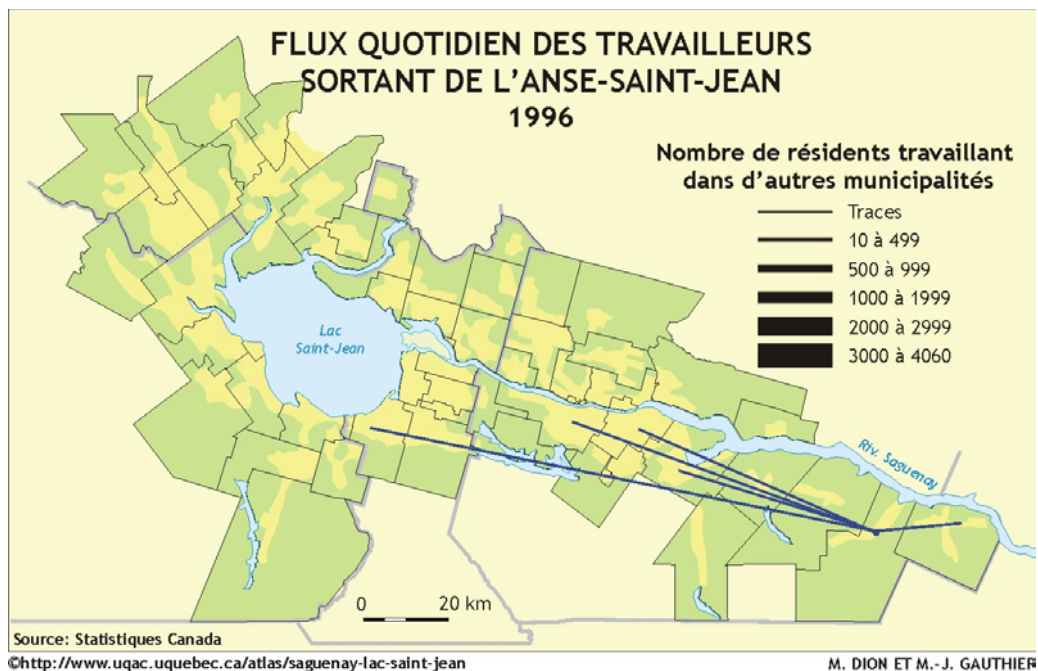 FLUX QUOTIDIEN DES TRAVAILLEURS
SORTANT DE L'ANSE-SAINT-JEAN
1996
Nombre de résidents travaillant
dans d'autres municipalités
Traces
10 à 499
500 à 999
1000 à 1999
2000 à 2999
3000 à 4060
Lac
Saint-Jean
Riv. Saguenay
0 20 km
Source: Statistiques Canada
©http://www.uqac.uquebec.ca/atlas/saguenay-lac-saint-jean
M. DION ET M.-J. GAUTHIER